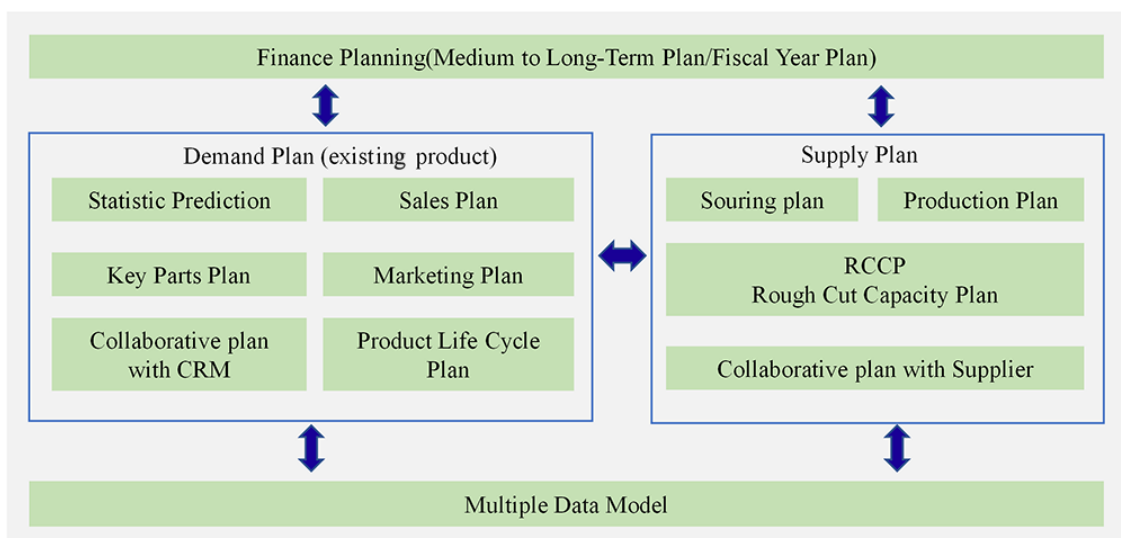 Finance Planning(Medium to Long-Term Plan/Fiscal Year Plan)
Demand Plan (existing product)
Statistic Prediction
Sales Plan
Key Parts Plan
Marketing Plan
Collaborative plan
with CRM
Product Life Cycle
Plan
Supply Plan
Souring plan
Production Plan
RCCP
Rough Cut Capacity Plan
Collaborative plan with Supplier
Multiple Data Model